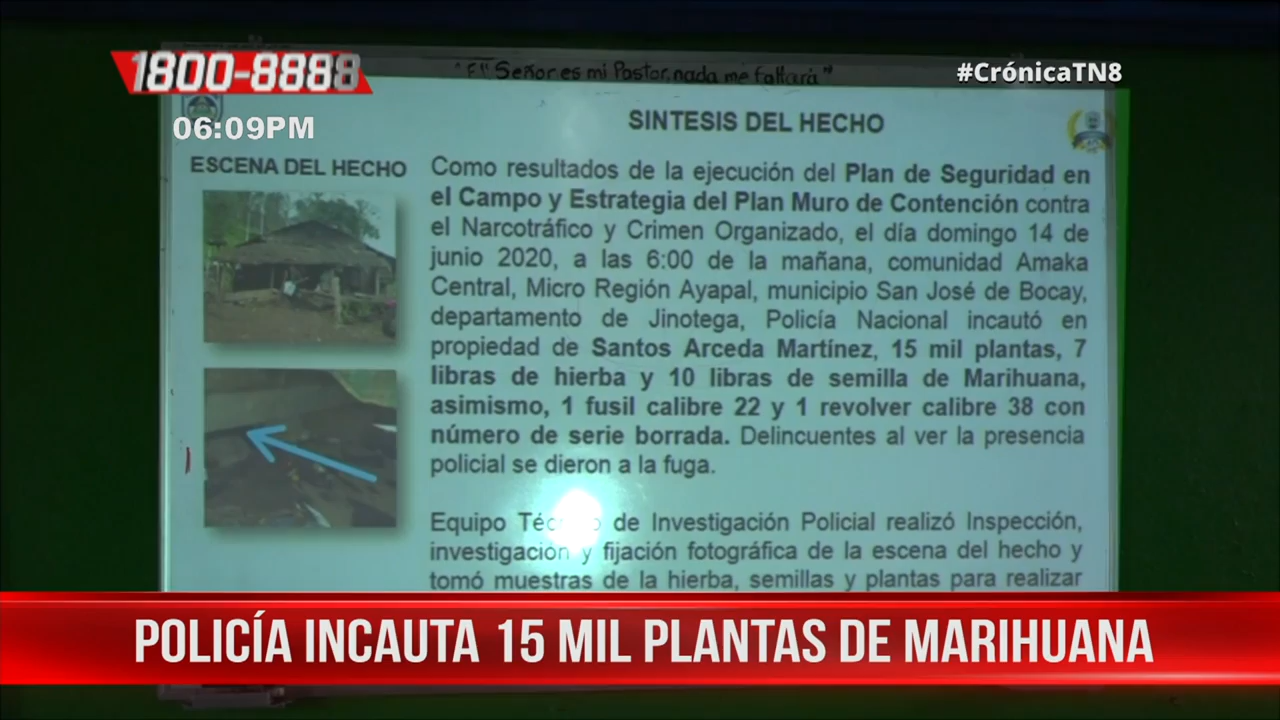 1800-8888
"El Señor es mi Pastor, nada me faltará"
#CrónicaTN8
06:09PM
SINTESIS DEL HECHO
ESCENA DEL HECHO
Como resultados de la ejecución del Plan de Seguridad en
el Campo y Estrategia del Plan Muro de Contención contra
el Narcotráfico y Crimen Organizado, el día domingo 14 de
junio 2020, a las 6:00 de la mañana, comunidad Amaka
Central, Micro Región Ayapal, municipio San José de Bocay,
departamento de Jinotega, Policía Nacional incautó en
propiedad de Santos Arceda Martínez, 15 mil plantas, 7
libras de hierba y 10 libras de semilla de Marihuana,
asimismo, 1 fusil calibre 22 y 1 revolver calibre 38 con
número de serie borrada. Delincuentes al ver la presencia
policial se dieron a la fuga.
Equipo Técnico de Investigación Policial realizó Inspección,
investigación y fijación fotográfica de la escena del hecho y
tomó muestras de la hierba, semillas y plantas para realizar
POLICÍA INCAUTA 15 MIL PLANTAS DE MARIHUANA